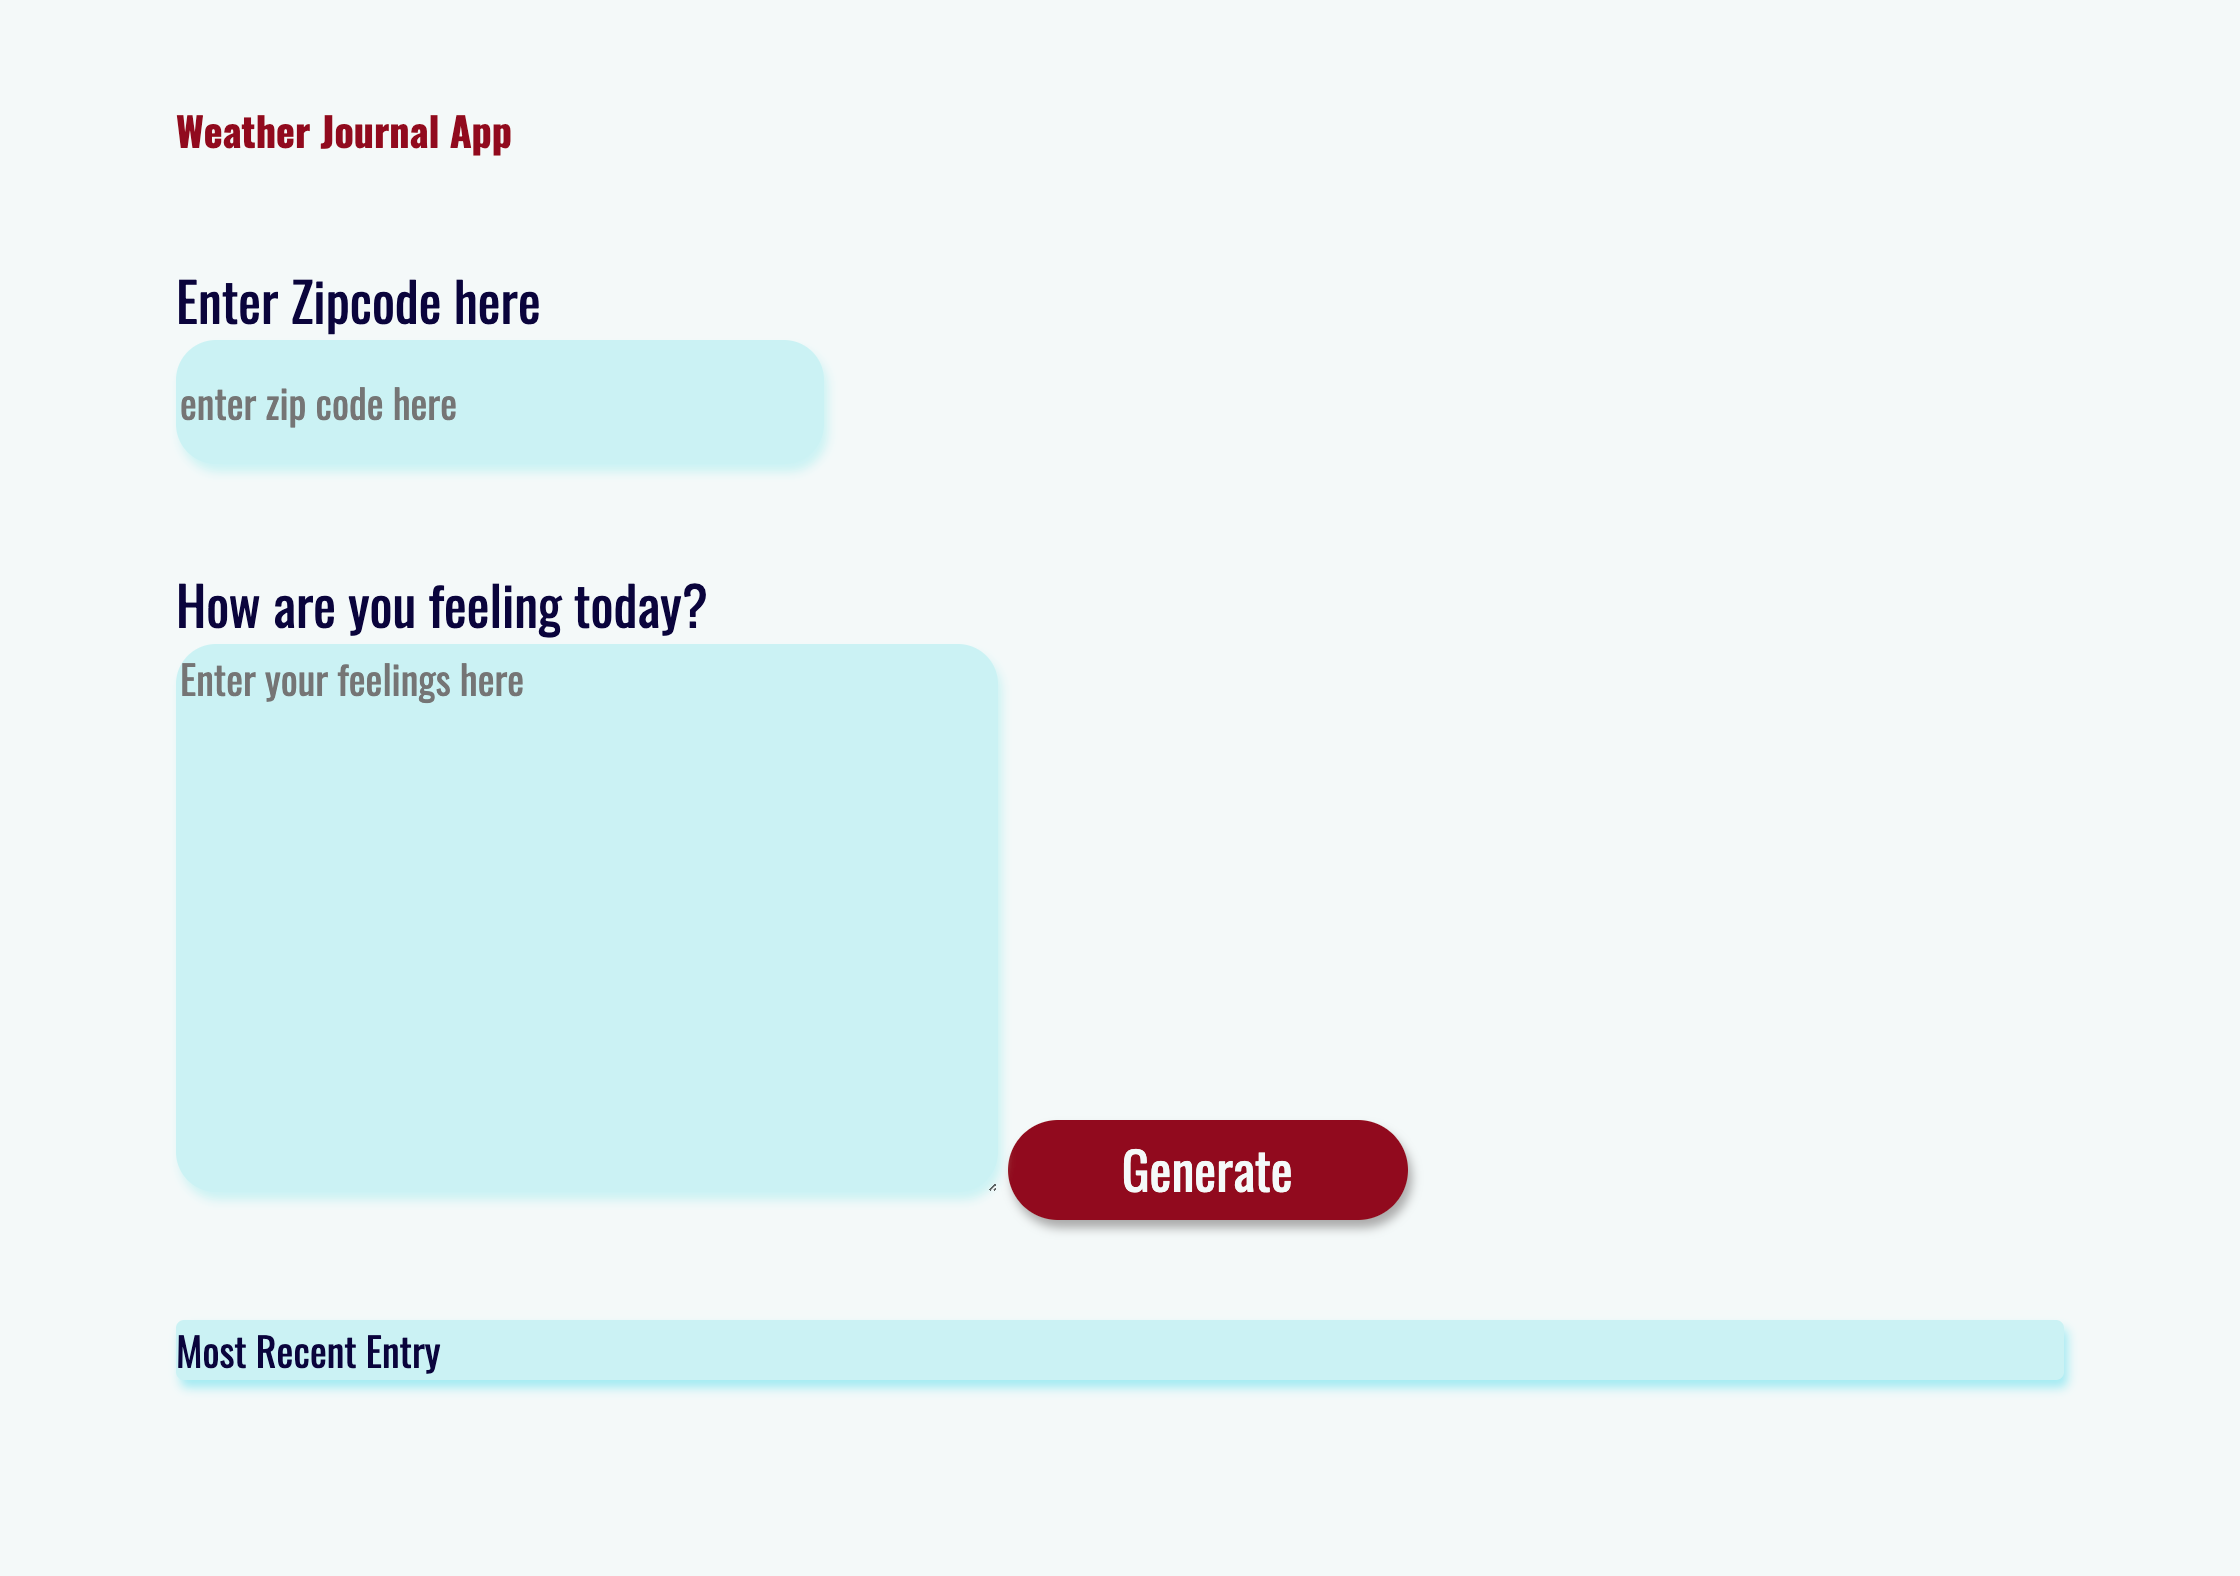 Weather Journal App
Enter Zipcode here
enter zip code here
How are you feeling today?
Enter your feelings here
Generate
Most Recent Entry